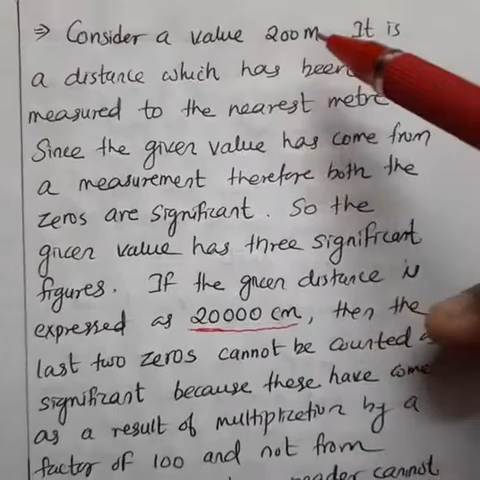 ⇒ Consider a value 200m. It is
a distance which has been
measured to the nearest metre
Since the given value has come from
a measurement therefore both the
zeros are significant. So the
given value has three significant
figures. If the given distance is
expressed as 20000 cm, then the
last two zeros cannot be counted
significant because these have come
as a result of multiplication by a
factor of 100 and not from
reader cannot